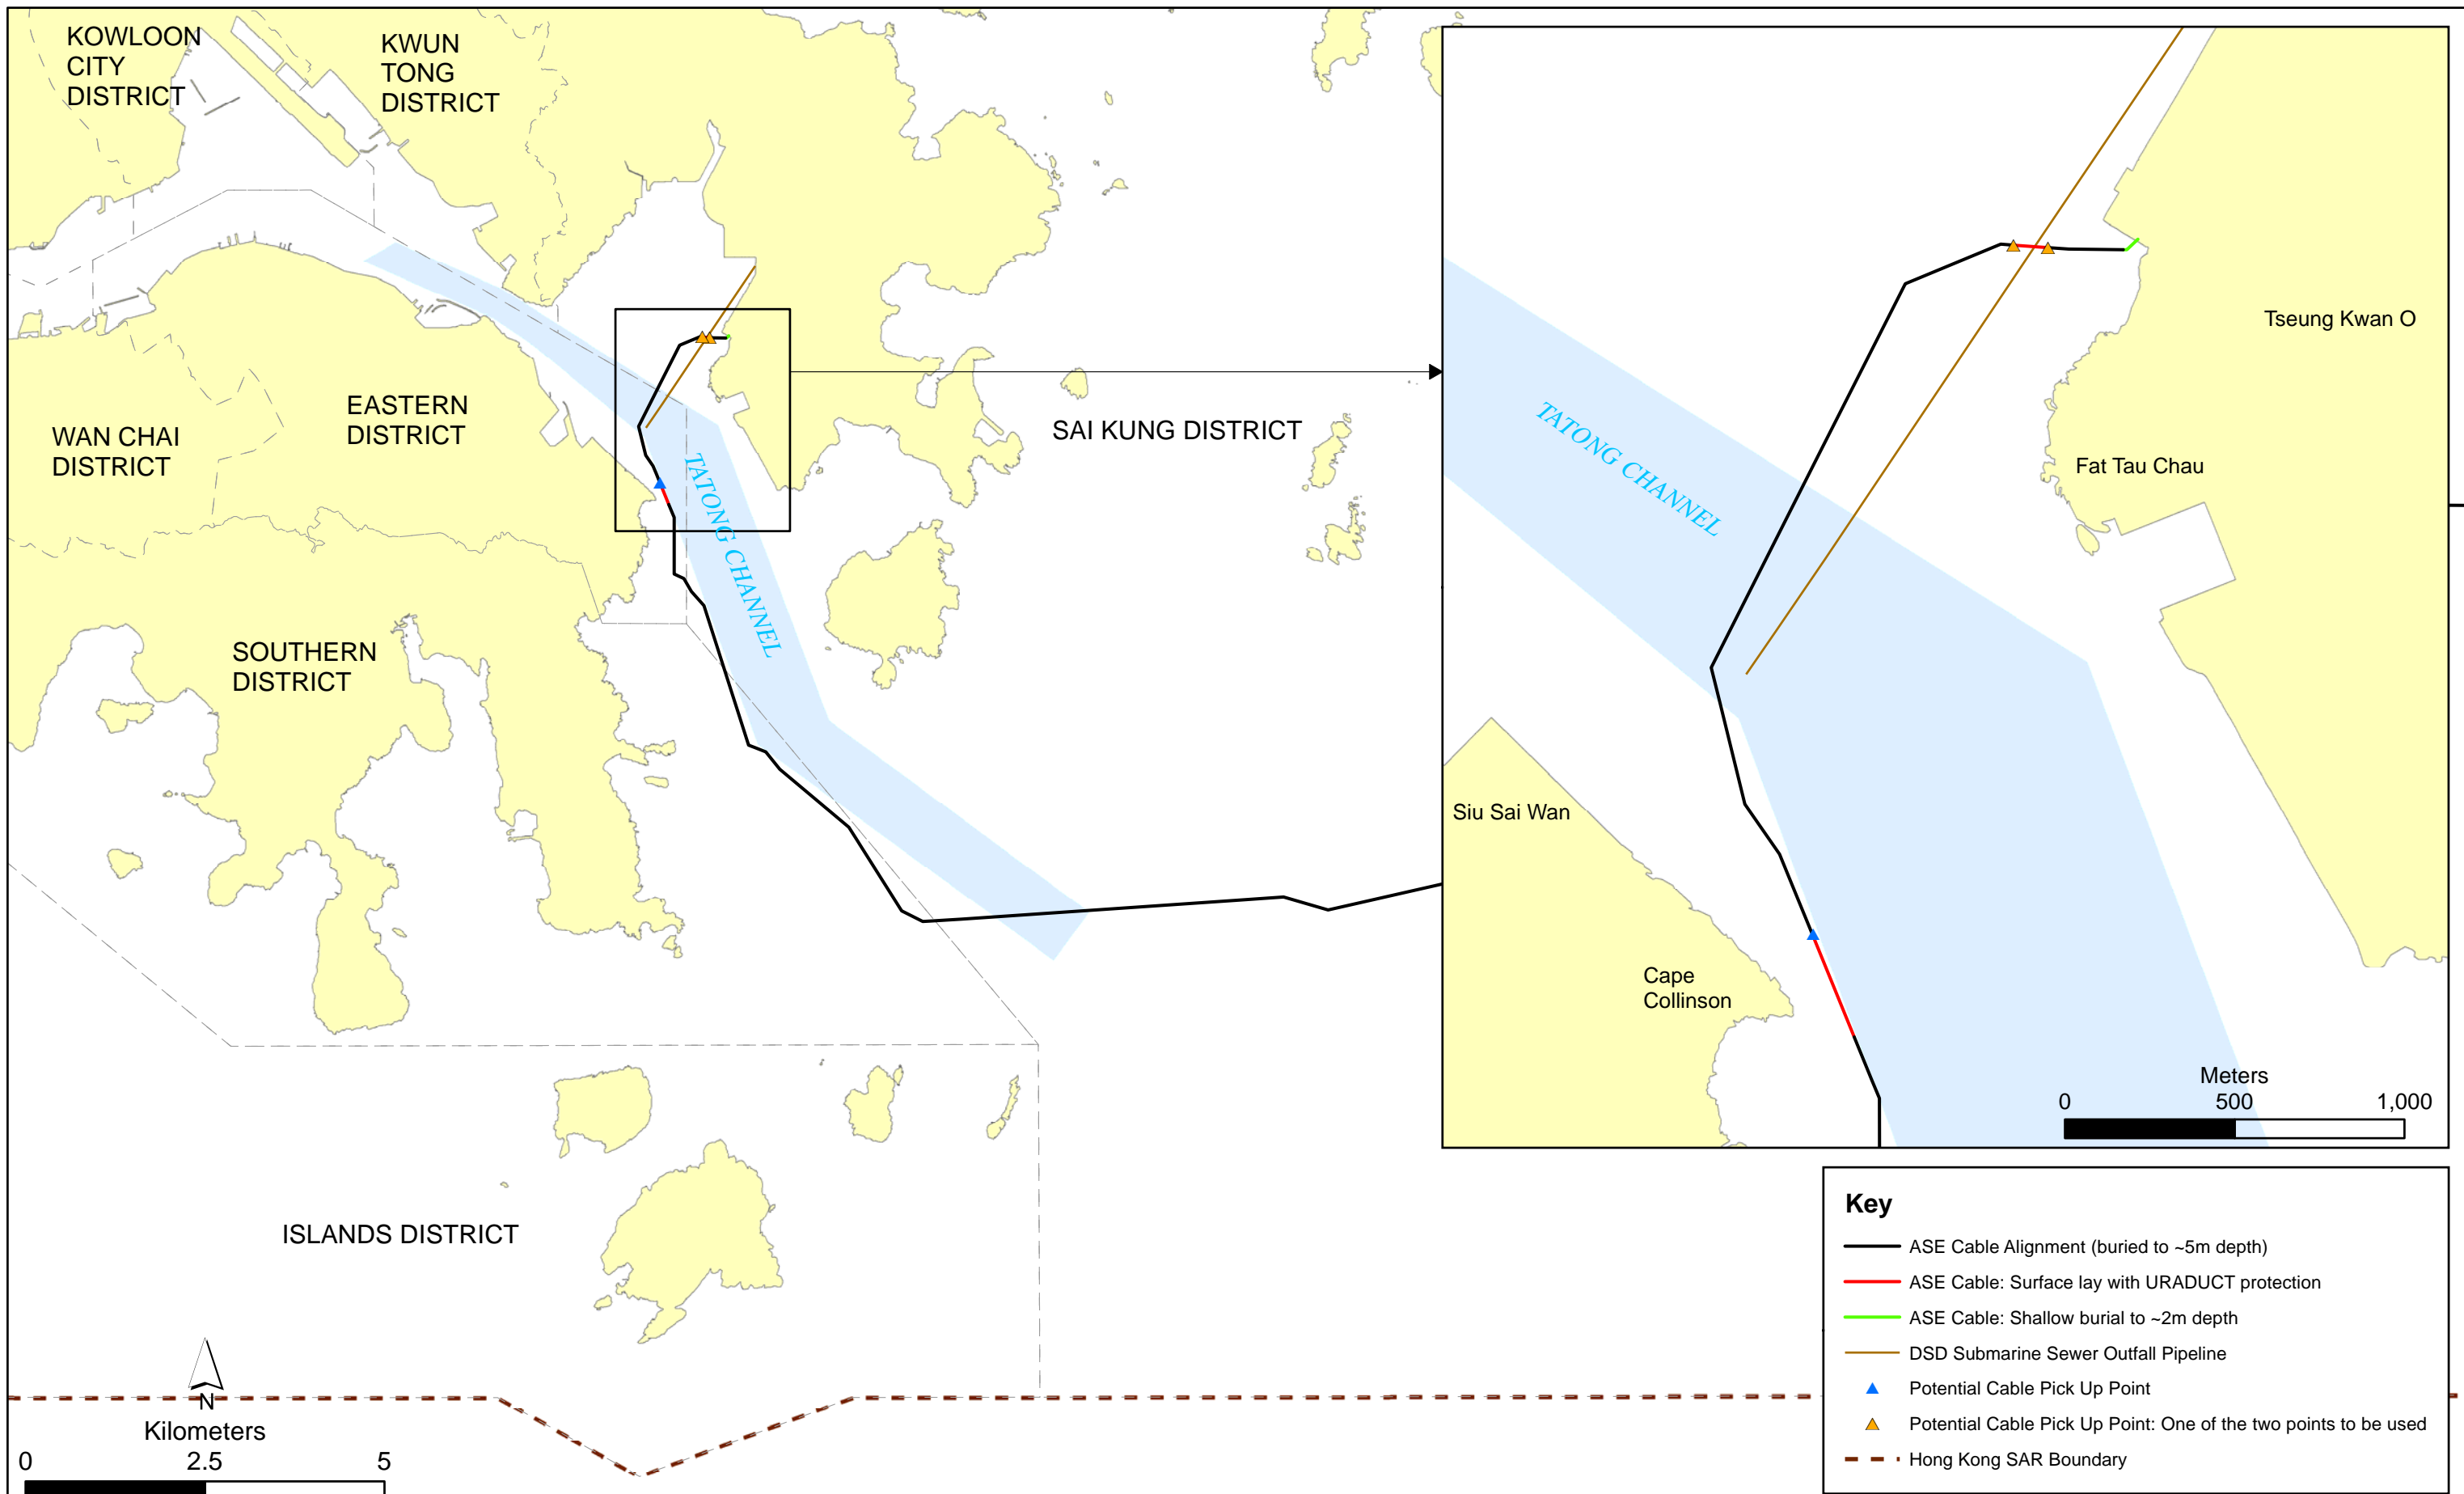 KOWLOON
CITY
DISTRICT
KWUN
TONG
DISTRICT
WAN CHAI
DISTRICT
EASTERN
DISTRICT
SAI KUNG DISTRICT
TATONG CHANNEL
SOUTHERN
DISTRICT
ISLANDS DISTRICT
N
Kilometers
0 2.5 5
Tseung Kwan O
TATONG CHANNEL
Fat Tau Chau
Siu Sai Wan
Cape
Collinson
Meters
0 500 1,000
Key
ASE Cable Alignment (buried to ~5m depth)
ASE Cable: Surface lay with URADUCT protection
ASE Cable: Shallow burial to ~2m depth
DSD Submarine Sewer Outfall Pipeline
Potential Cable Pick Up Point
Potential Cable Pick Up Point: One of the two points to be used
Hong Kong SAR Boundary